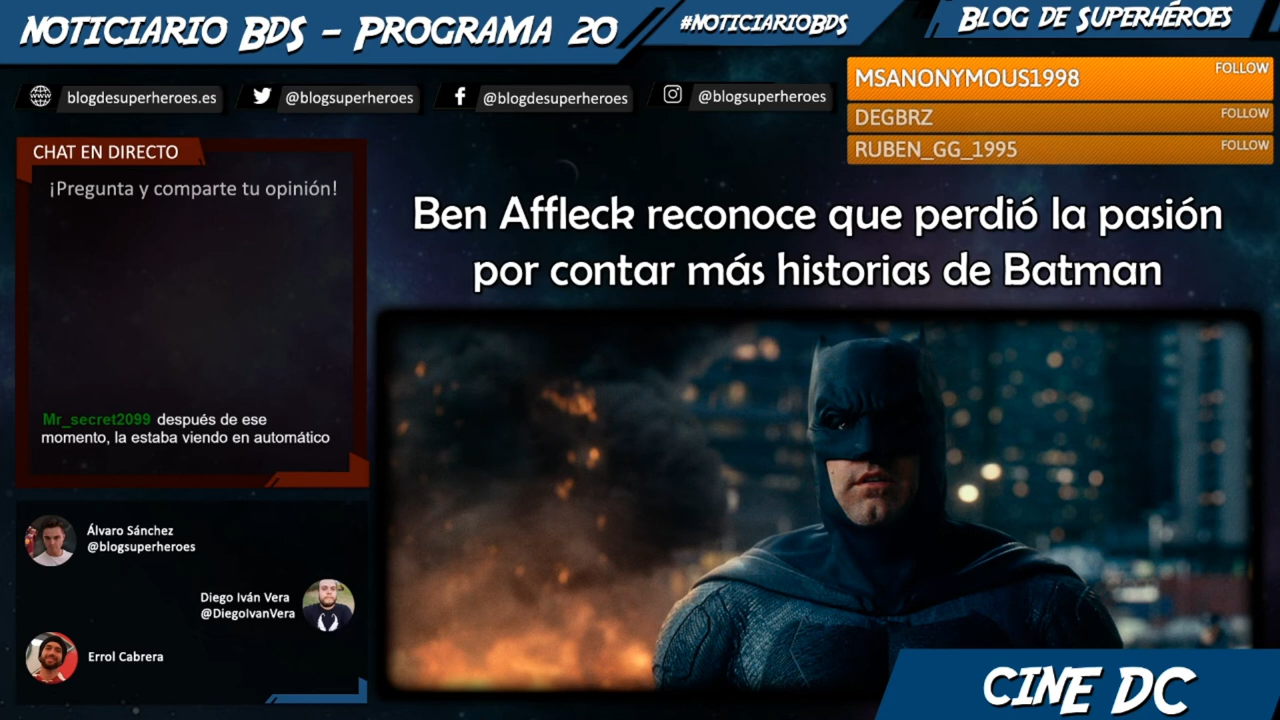 NOTICIARIO BDS - PROGRAMA 20
#NOTICIARIOBDS
BLOG DE SUPERHÉROES
blogdesuperheroes.es
@blogsuperheroes
@blogdesuperheroes
@blogsuperheroes
MSANONYMOUS1998 FOLLOW
DEGBRZ FOLLOW
RUBEN_GG_1995 FOLLOW
CHAT EN DIRECTO
¡Pregunta y comparte tu opinión!
Mr_secret2099 después de ese
momento, la estaba viendo en automático
Ben Affleck reconoce que perdió la pasión
por contar más historias de Batman
Álvaro Sánchez
@blogsuperheroes
Diego Iván Vera
@DiegoIvanVera
Errol Cabrera
CINE DC